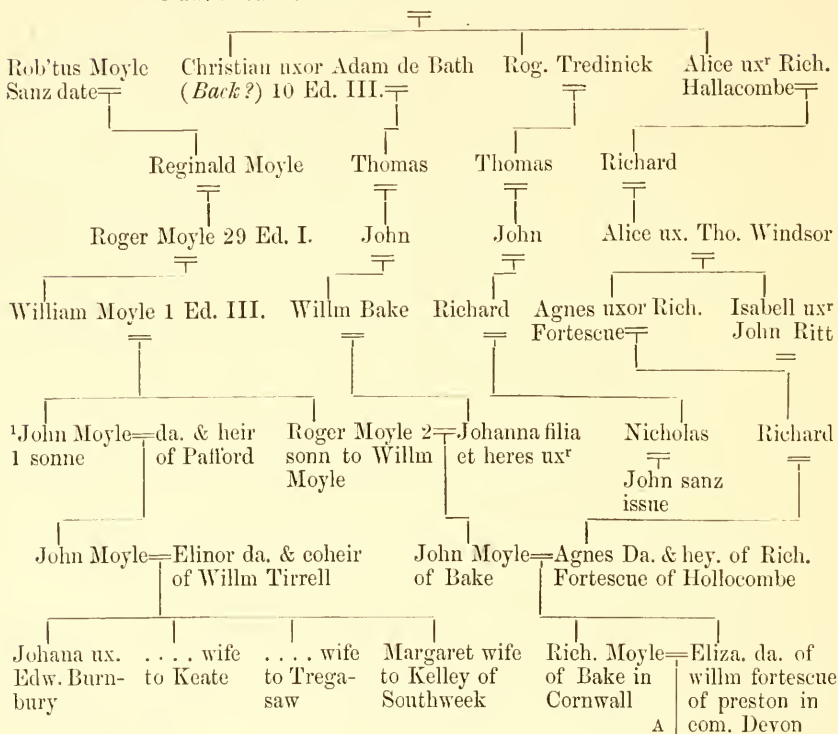 Rob'tus Moyle Christian uxor Adam de Bath Rog. Tredinick Alice uxr Rich.
Sanz date (Back?) 10 Ed. III. Hallacombe
Reginald Moyle Thomas Thomas Richard
Roger Moyle 29 Ed. I. John John Alice ux. Tho. Windsor
William Moyle 1 Ed. III. Willm Bake Richard Agnes uxor Rich. Isabell uxr
Fortescue John Ritt
1John Moyle da. & heir Roger Moyle 2 Johanna filia Nicholas Richard
1 sonne of Patford sonn to Willm et heres uxr
Moyle John sanz
issue
John Moyle Elinor da. & coheir John Moyle Agnes Da. & hey. of Rich.
of Willm Tirrell of Bake Fortescue of Hollocombe
Johana ux. .... wife .... wife Margaret wife Rich. Moyle Eliza. da. of
Edw. Burn- to Keate to Trega- to Kelley of of Bake in willm fortescue
bury saw Southweek Cornwall of preston in
A com. Devon